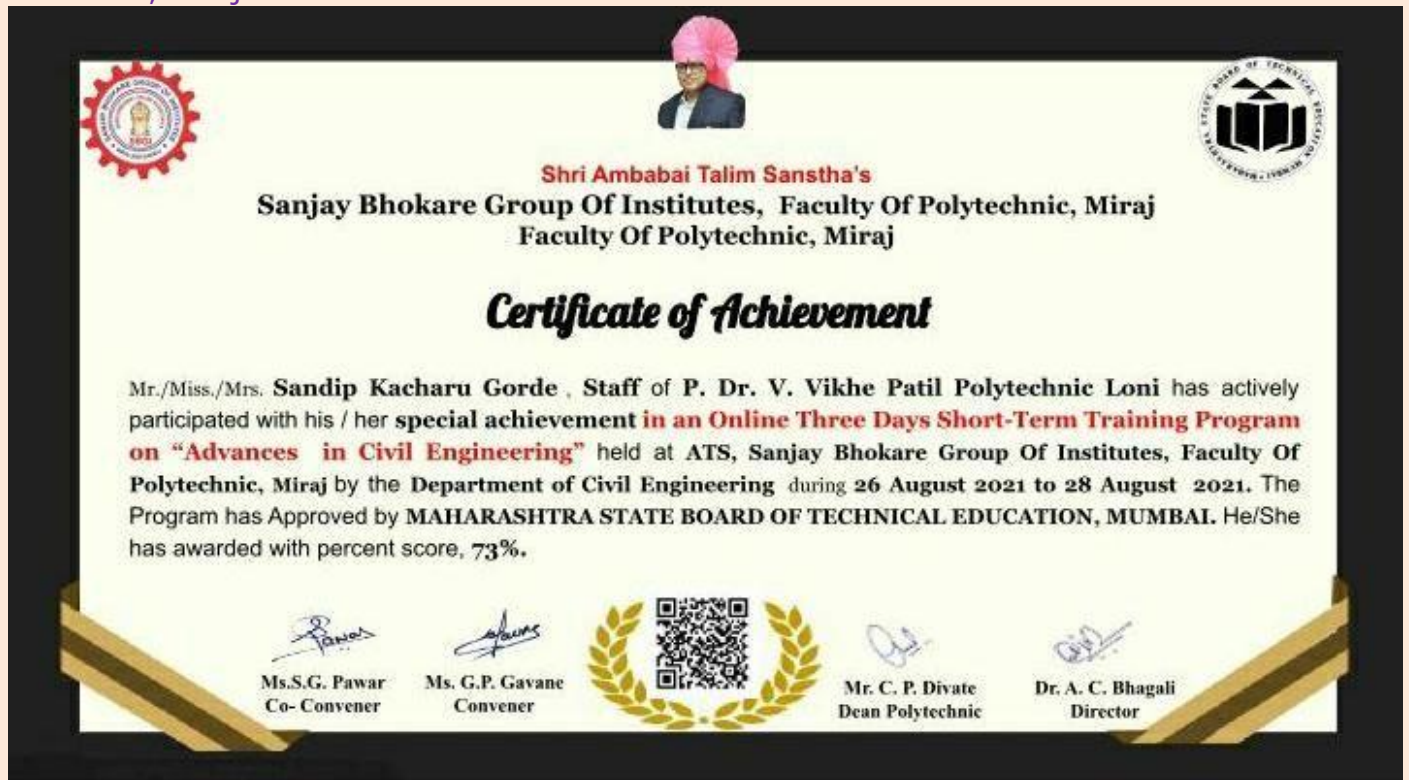 Shri Ambabai Talim Sanstha's
Sanjay Bhokare Group Of Institutes, Faculty Of Polytechnic, Miraj
Faculty Of Polytechnic, Miraj
Certificate of Achievement
Mr./Miss./Mrs. Sandip Kacharu Gorde , Staff of P. Dr. V. Vikhe Patil Polytechnic Loni has actively
participated with his / her special achievement in an Online Three Days Short-Term Training Program
on “Advances in Civil Engineering” held at ATS, Sanjay Bhokare Group Of Institutes, Faculty Of
Polytechnic, Miraj by the Department of Civil Engineering during 26 August 2021 to 28 August 2021. The
Program has Approved by MAHARASHTRA STATE BOARD OF TECHNICAL EDUCATION, MUMBAI. He/She
has awarded with percent score, 73%.
Ms.S.G. Pawar Ms. G.P. Gavane Mr. C. P. Divate Dr. A. C. Bhagali
Co- Convener Convener Dean Polytechnic Director